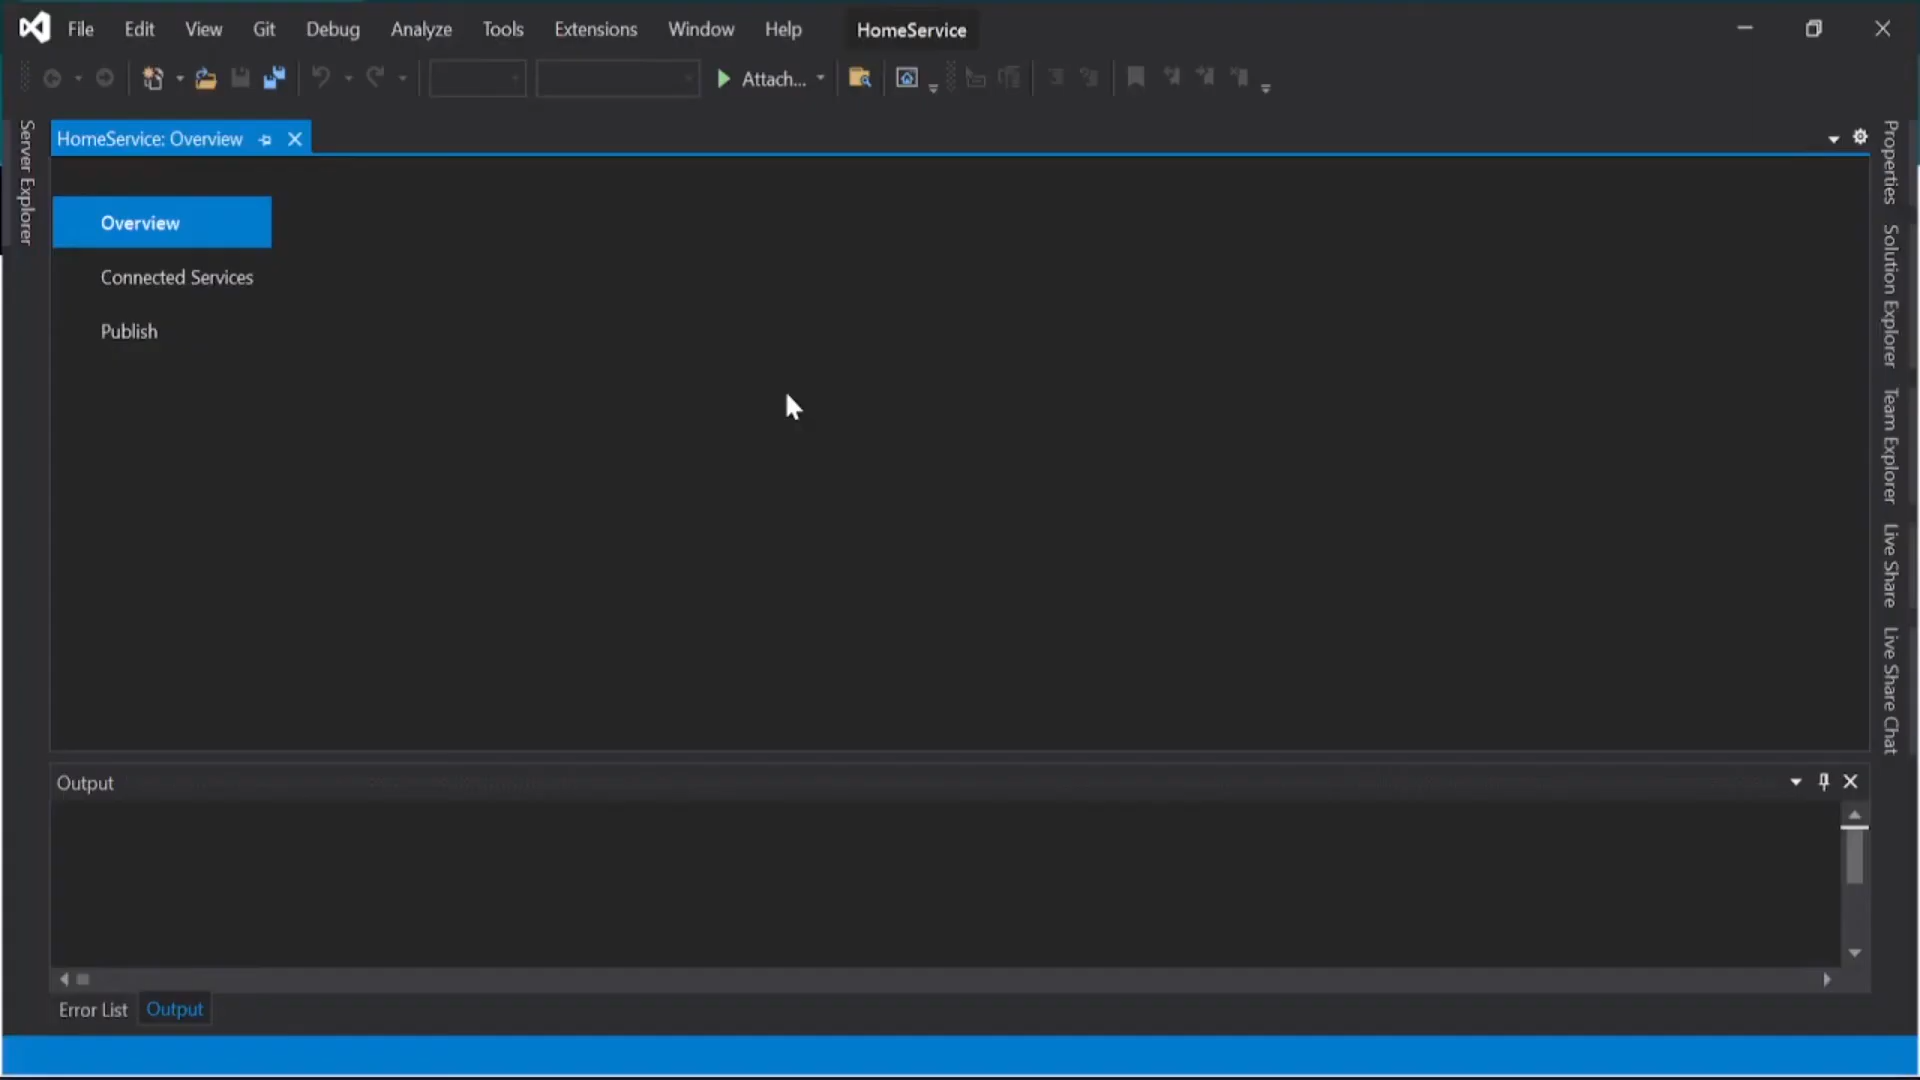 File Edit View Git Debug Analyze Tools Extensions Window Help HomeService
Attach...
HomeService: Overview
Server Explorer
Overview
Connected Services
Publish
Properties
Solution Explorer
Team Explorer
Live Share
Live Share Chat
Output
Error List Output